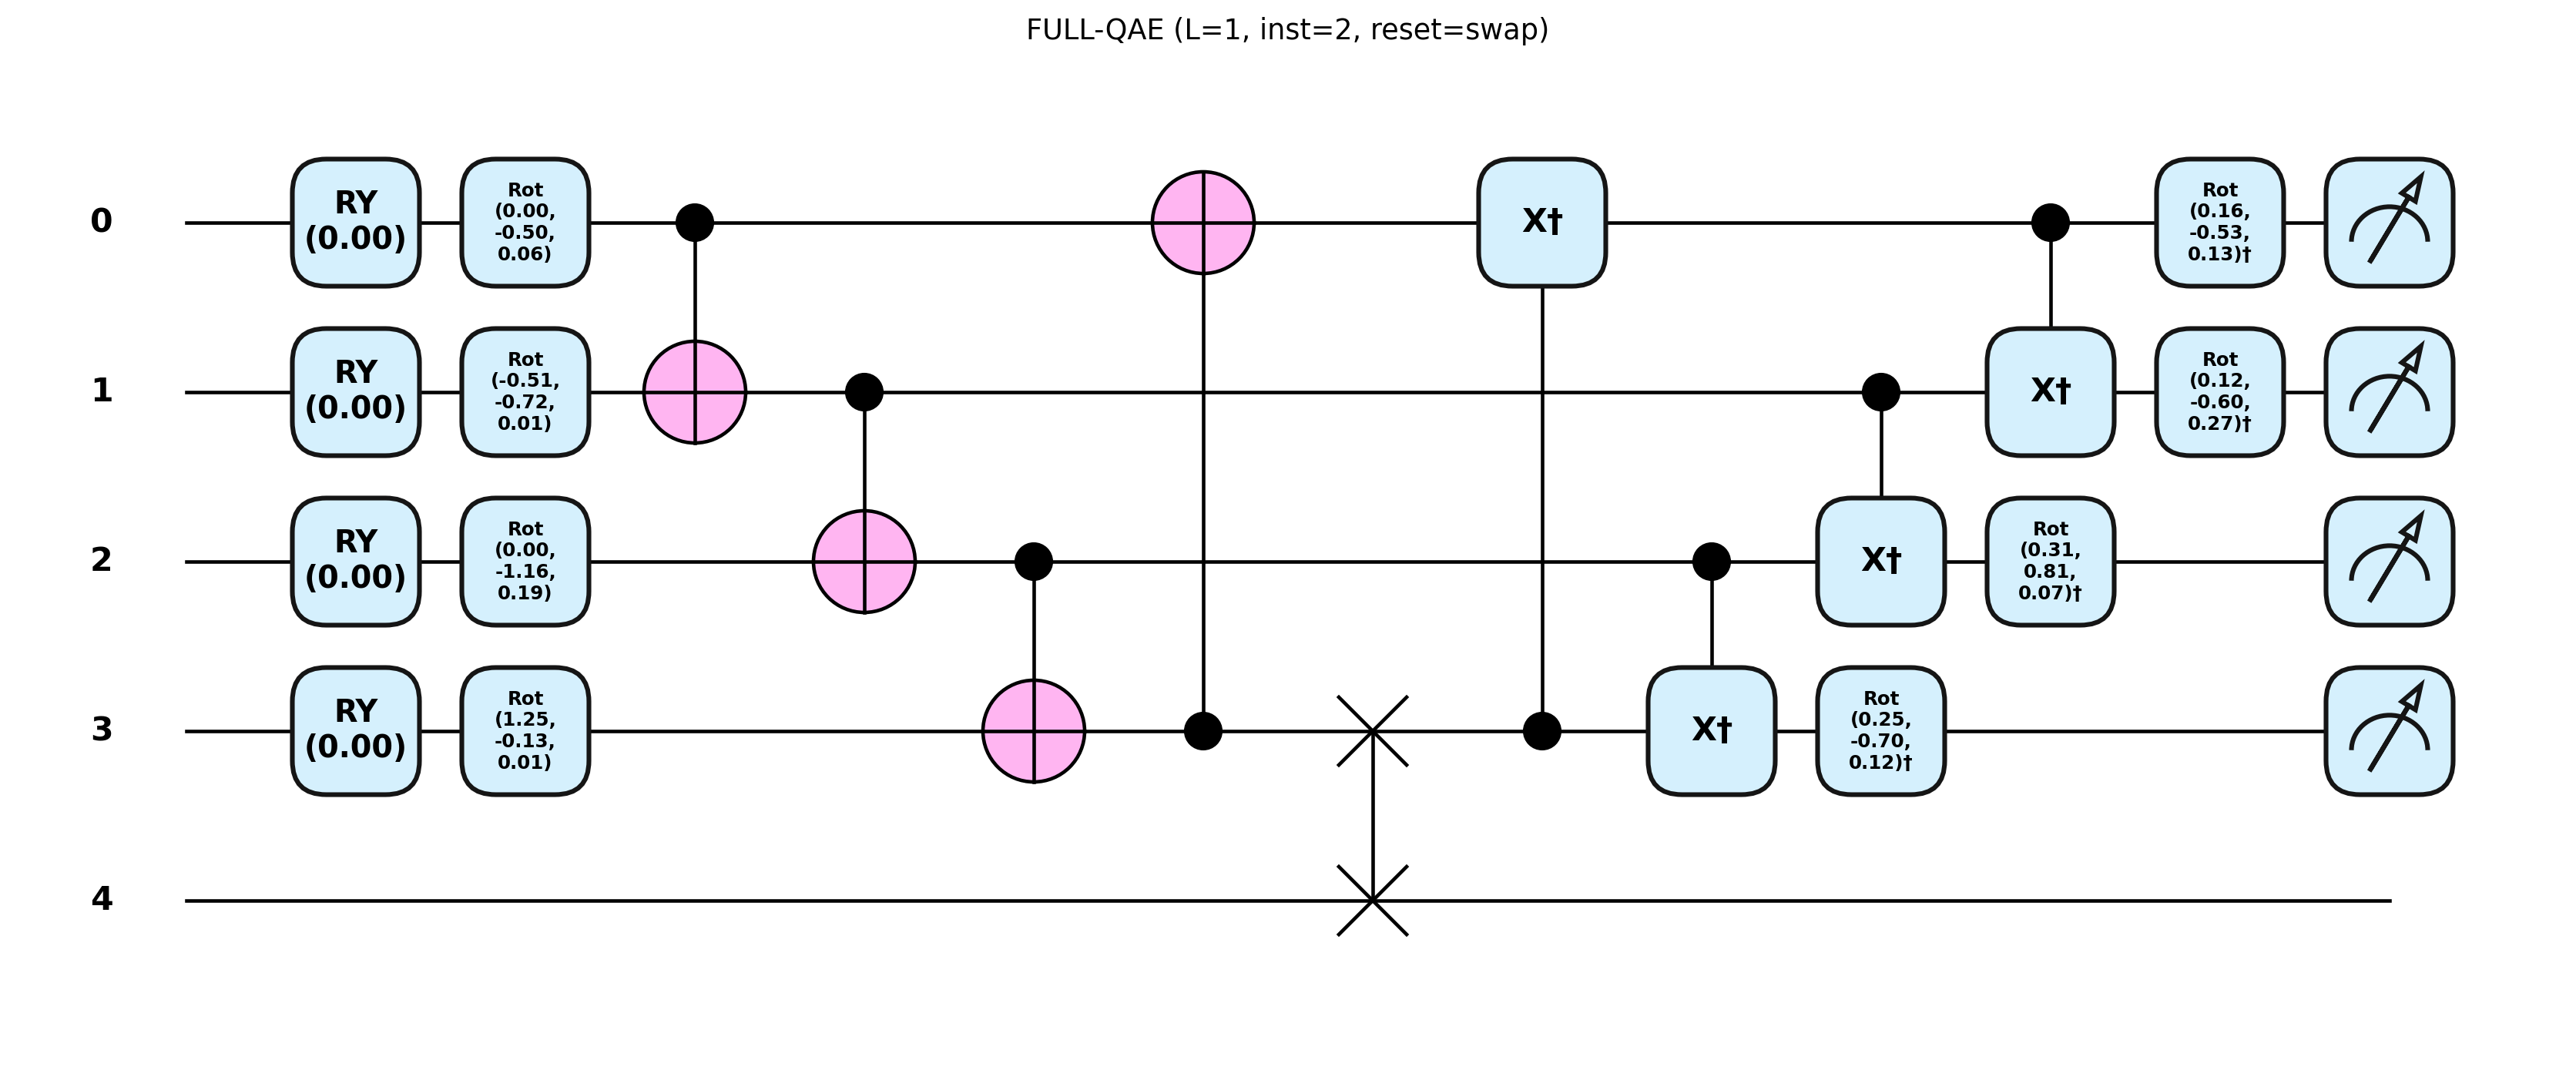 FULL-QAE (L=1, inst=2, reset=swap)
0
RY
(0.00)
Rot
(0.00,
-0.50,
0.06)
X†
Rot
(0.16,
-0.53,
0.13)†
1
RY
(0.00)
Rot
(-0.51,
-0.72,
0.01)
X†
Rot
(0.12,
-0.60,
0.27)†
2
RY
(0.00)
Rot
(0.00,
-1.16,
0.19)
X†
Rot
(0.31,
0.81,
0.07)†
3
RY
(0.00)
Rot
(1.25,
-0.13,
0.01)
X†
Rot
(0.25,
-0.70,
0.12)†
4